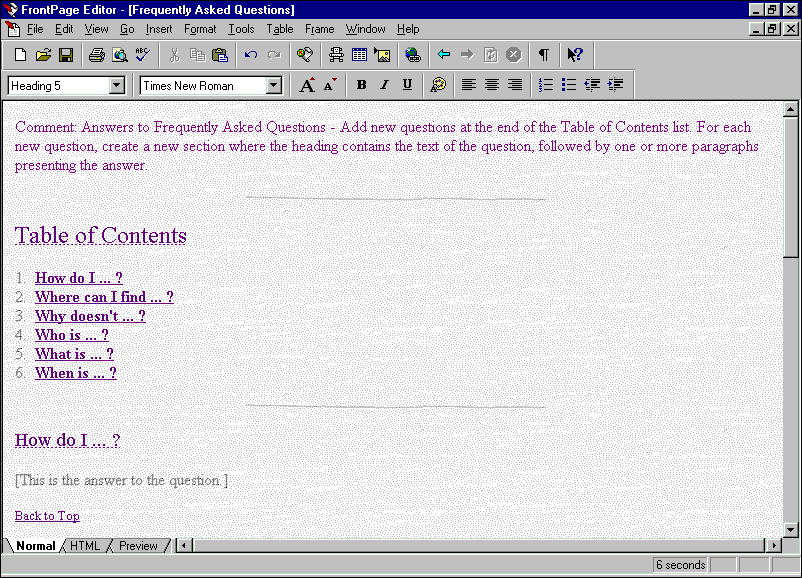 FrontPage Editor - [Frequently Asked Questions]
File Edit View Go Insert Format Tools Table Frame Window Help
ABC
Heading 5 Times New Roman A A B I U
Comment: Answers to Frequently Asked Questions - Add new questions at the end of the Table of Contents list. For each
new question, create a new section where the heading contains the text of the question, followed by one or more paragraphs
presenting the answer.
Table of Contents
1. How do I ... ?
2. Where can I find ... ?
3. Why doesn't ... ?
4. Who is ... ?
5. What is ... ?
6. When is ... ?
How do I ... ?
[This is the answer to the question.]
Back to Top
Normal HTML Preview
6 seconds